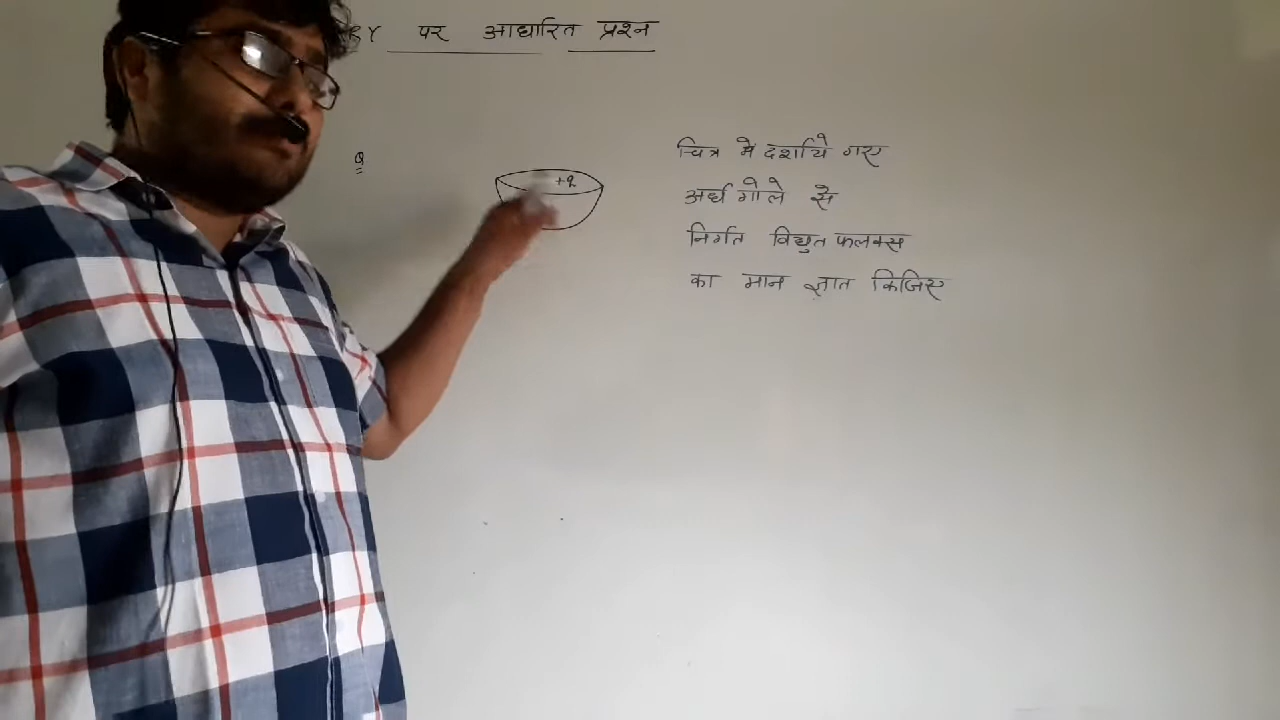 पर आधारित प्रश्न
Q
+q
चित्र मे दर्शाये गए
अर्ध गोले से
निर्गत विद्युत फलक्स
का मान ज्ञात किजिए